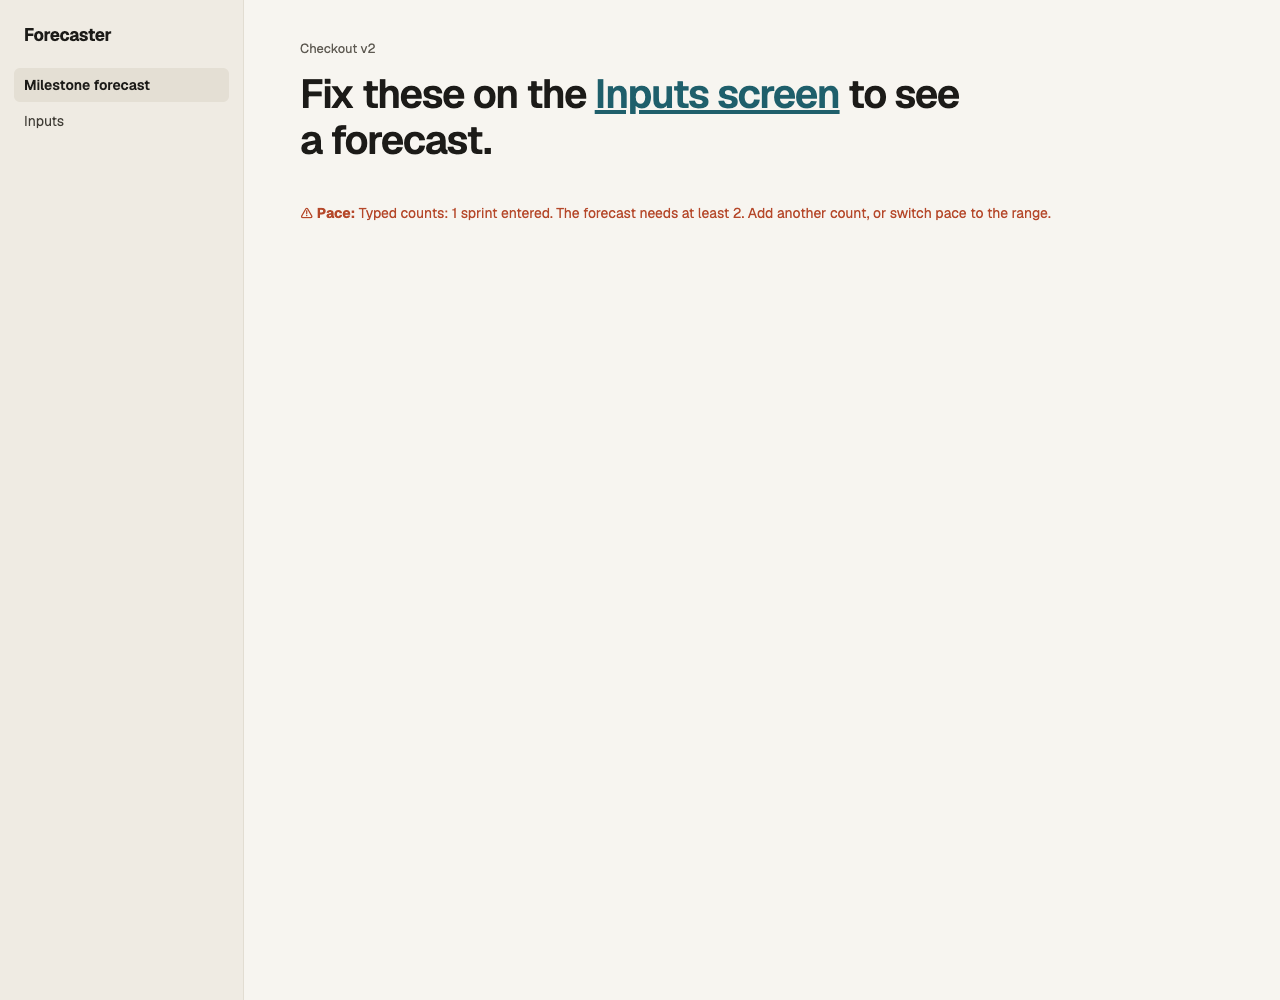 Forecaster
Milestone forecast
Inputs
Checkout v2
Fix these on the Inputs screen to see
a forecast.
⚠ Pace: Typed counts: 1 sprint entered. The forecast needs at least 2. Add another count, or switch pace to the range.